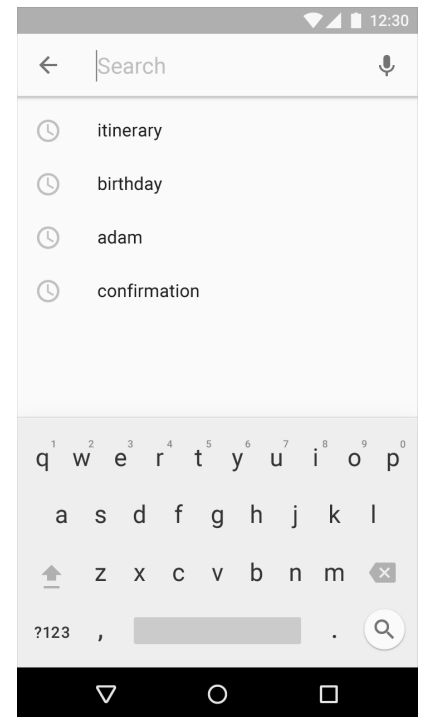 12:30
Search
itinerary
birthday
adam
confirmation
1 2 3 4 5 6 7 8 9 0
q w e r t y u i o p
a s d f g h j k l
z x c v b n m
?123 , .